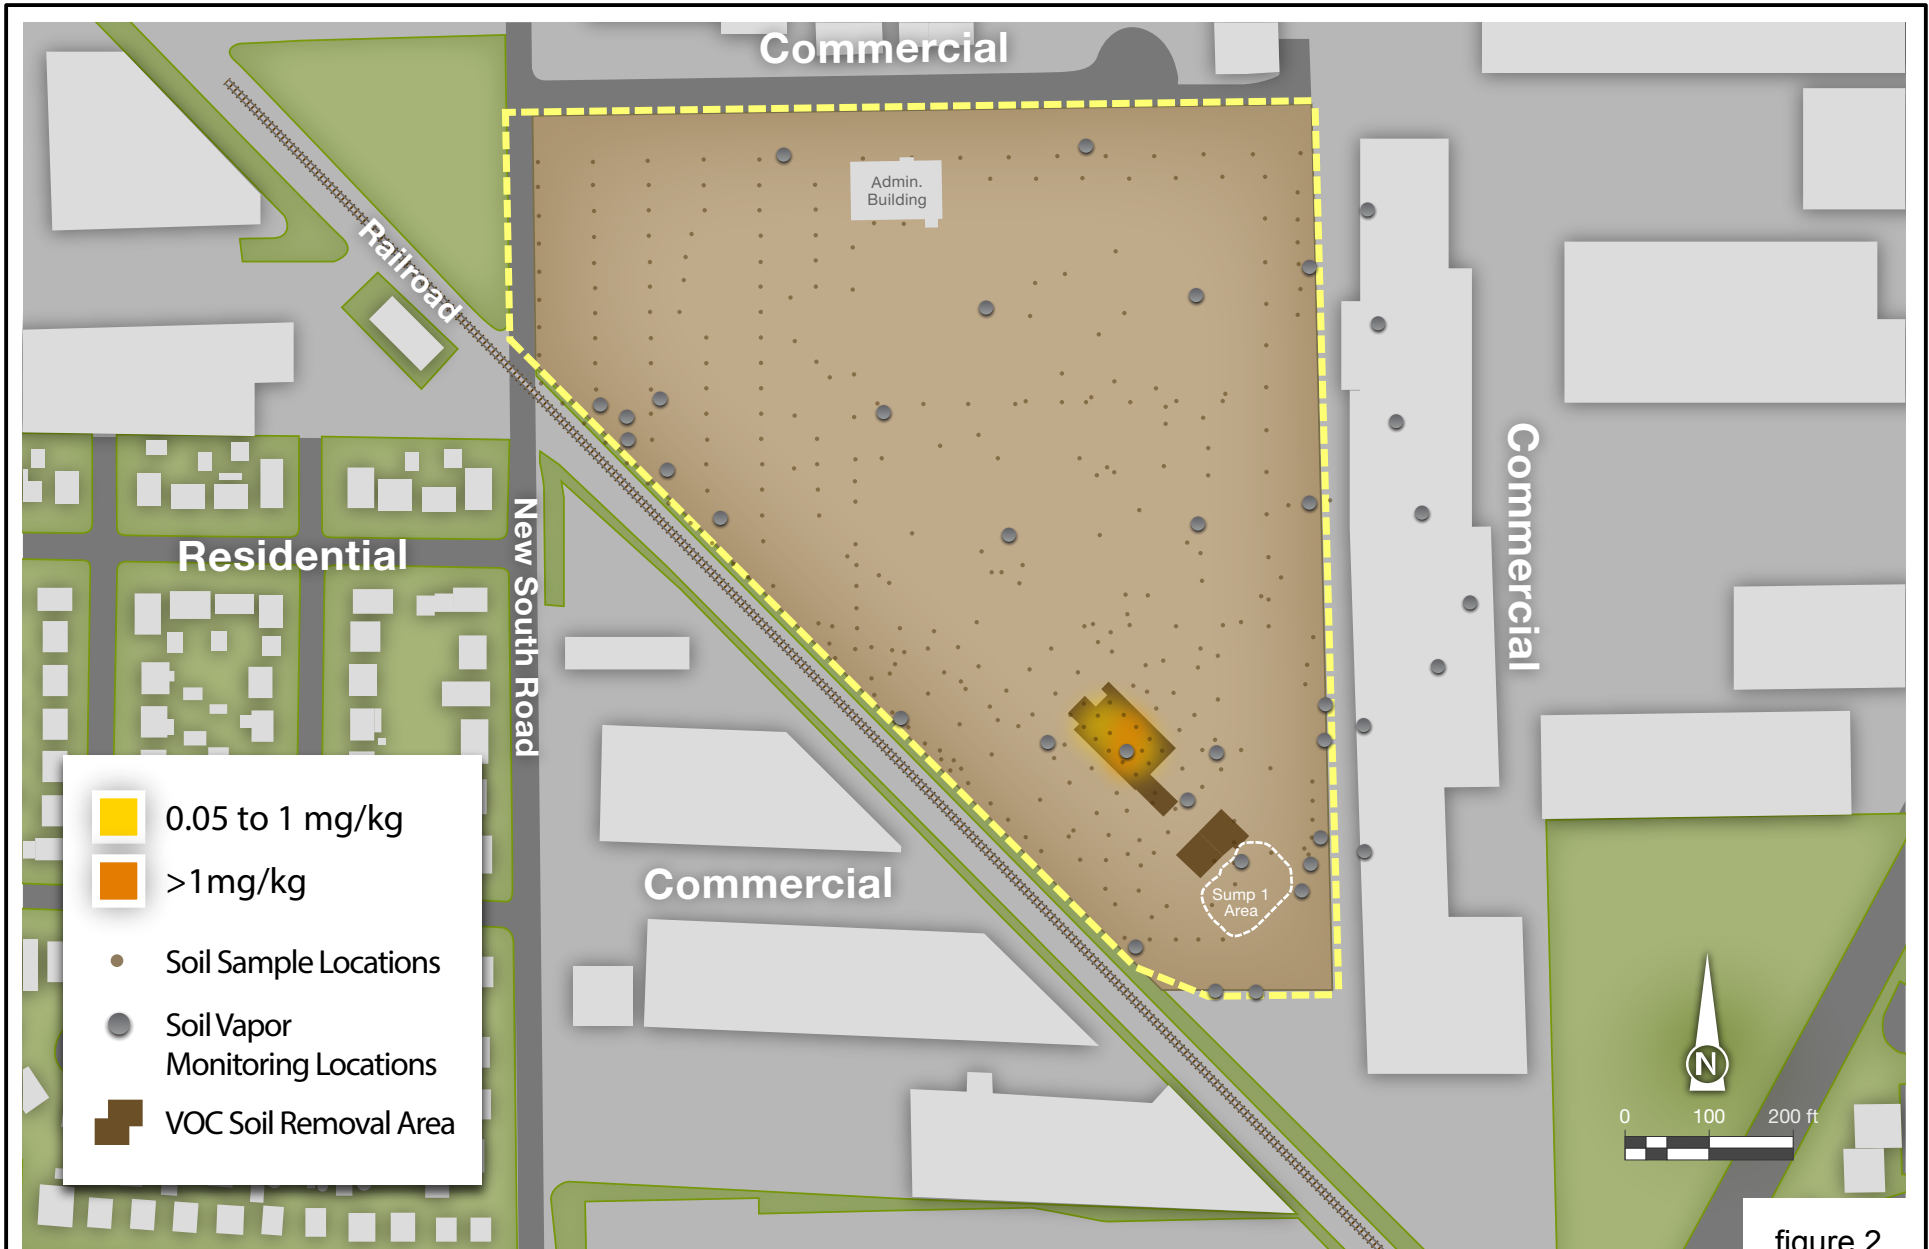 Commercial
Admin.
Building
Railroad
Commercial
New South Road
Residential
0.05 to 1 mg/kg
>1mg/kg
Soil Sample Locations
Soil Vapor
Monitoring Locations
VOC Soil Removal Area
Commercial
Sump 1
Area
N
0 100 200 ft
figure 2